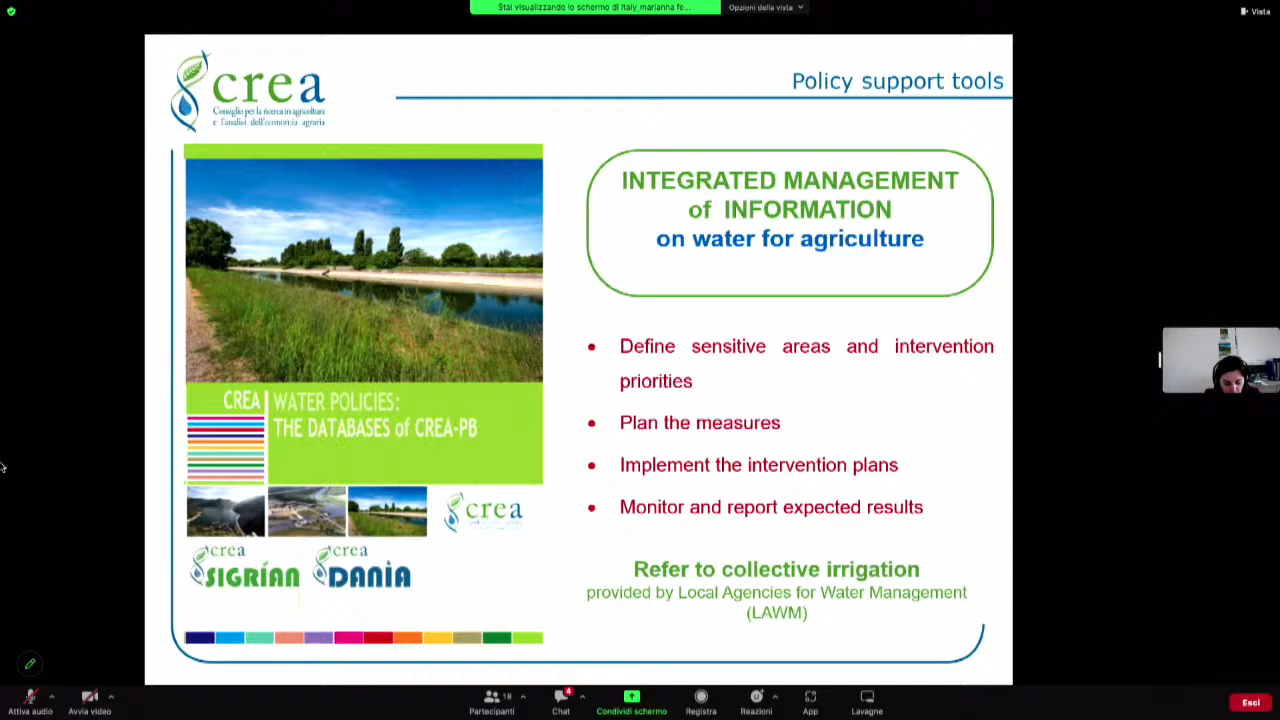 Stai visualizzando lo schermo di Italy_marianna fe...
Opzioni della vista
Vista
crea
Consiglio per la ricerca in agricoltura
e l'analisi dell'economia agraria
Policy support tools
INTEGRATED MANAGEMENT
of INFORMATION
on water for agriculture
CREA
WATER POLICIES:
THE DATABASES of CREA-PB
crea
crea
SIGRIAN
crea
DANIA
• Define sensitive areas and intervention
priorities
• Plan the measures
• Implement the intervention plans
• Monitor and report expected results
Refer to collective irrigation
provided by Local Agencies for Water Management
(LAWM)
Attiva audio
Avvia video
Partecipanti
18
Chat
4
Condividi schermo
Registra
Reazioni
App
Lavagne
Esci